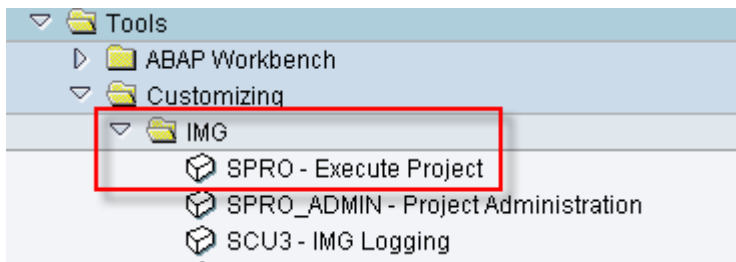 Tools
ABAP Workbench
Customizing
IMG
SPRO - Execute Project
SPRO_ADMIN - Project Administration
SCU3 - IMG Logging